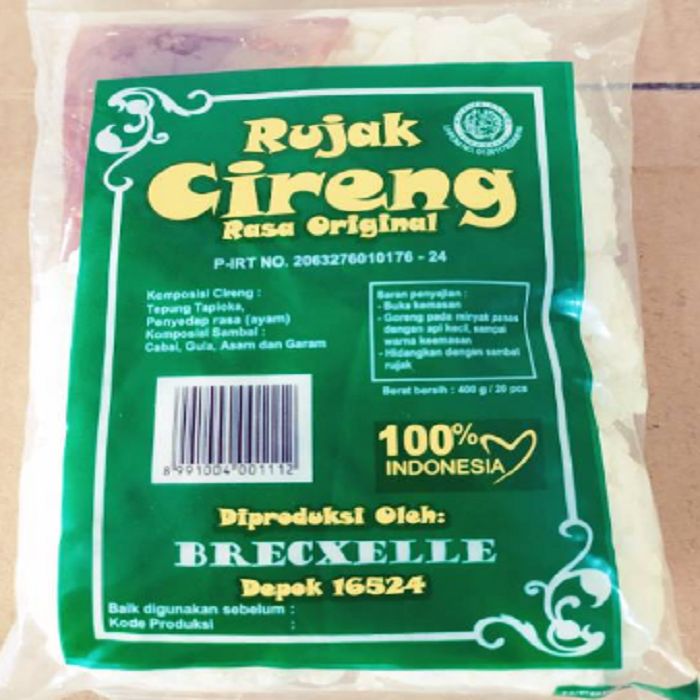 Rujak
Cireng
Rasa Original
P-IRT NO. 2063276010176 - 24
Komposisi Cireng :
Tepung Tapioka,
Penyedap rasa (ayam)
Komposisi Sambal :
Cabai, Gula, Asam dan Garam
Saran penyajian :
- Buka kemasan
- Goreng pada minyak panas
dengan api kecil, sampai
warna keemasan
- Hidangkan dengan sambal
rujak
Berat bersih : 400 g / 20 pcs
8 991004 001112
100%
INDONESIA
Diproduksi Oleh:
BRECXELLE
Depok 16524
Baik digunakan sebelum :
Kode Produksi :